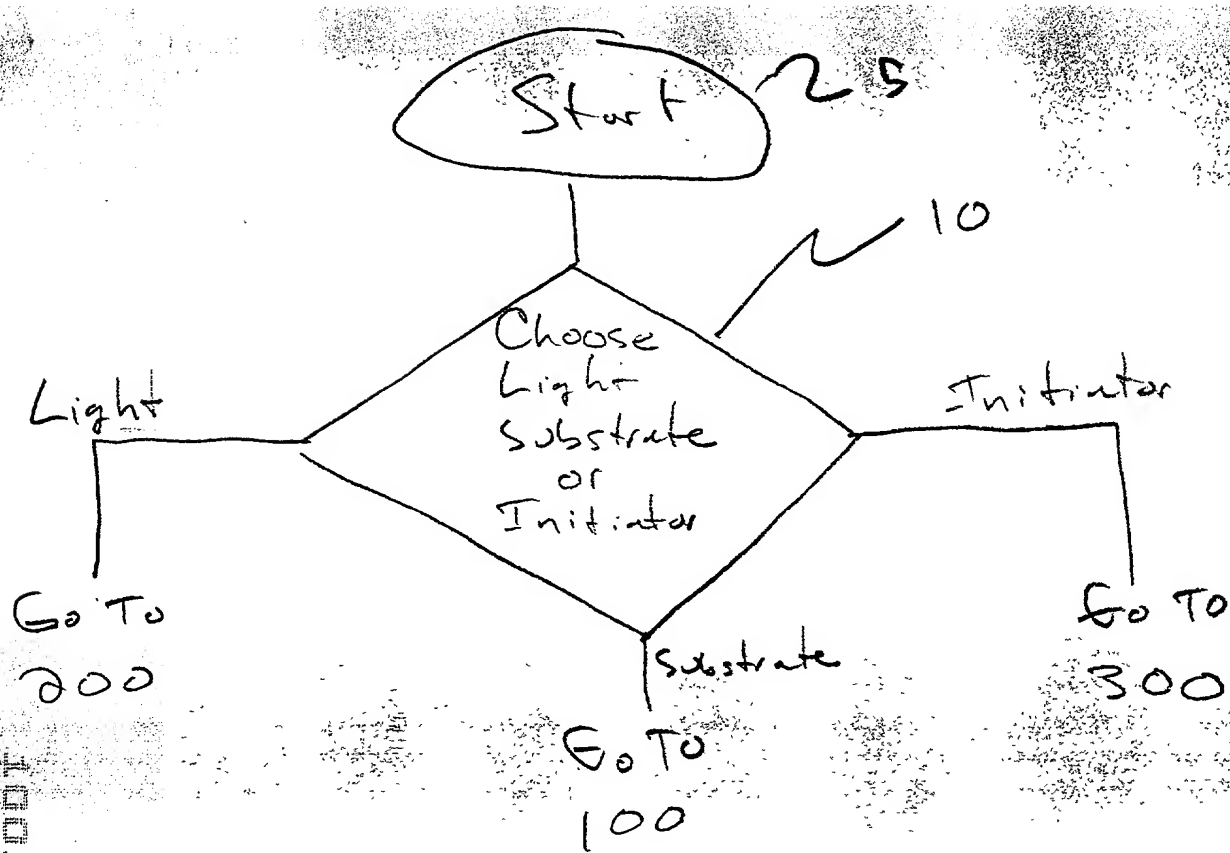 Start
25
10
Choose
Light
Substrate
or
Initiator
Light
Initiator
Go To
200
Substrate
Go To
100
Go To
300